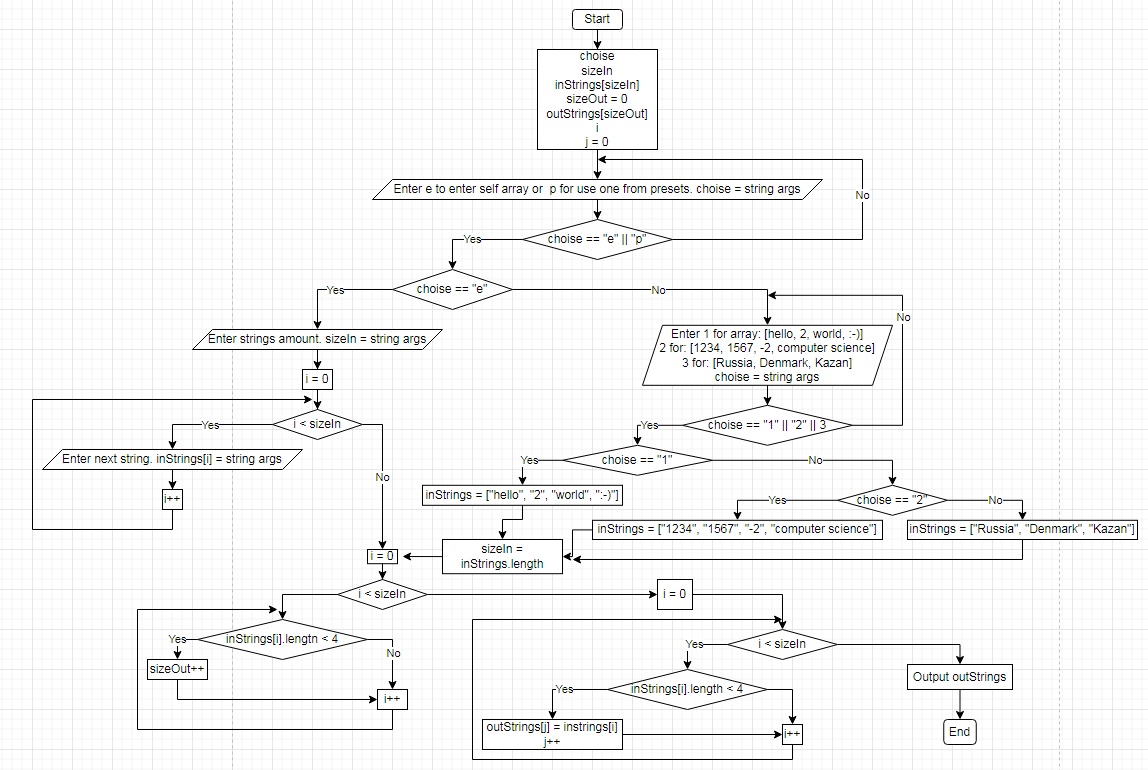 Start
choise
sizeIn
inStrings[sizeIn]
sizeOut = 0
outStrings[sizeOut]
i
j = 0
Enter e to enter self array or p for use one from presets. choise = string args
No
choise == "e" || "p"
Yes
choise == "e"
Yes
No
Enter strings amount. sizeIn = string args
Enter 1 for array: [hello, 2, world, :-)]
2 for: [1234, 1567, -2, computer science]
3 for: [Russia, Denmark, Kazan]
choise = string args
No
i = 0
i < sizeIn
Yes
No
choise == "1" || "2" || 3
Yes
Enter next string. inStrings[i] = string args
i++
choise == "1"
Yes
No
inStrings = ["hello", "2", "world", ":-)"]
choise == "2"
Yes
No
inStrings = ["1234", "1567", "-2", "computer science"]
inStrings = ["Russia", "Denmark", "Kazan"]
sizeIn =
inStrings.length
i = 0
i < sizeIn
i = 0
inStrings[i].lengtn < 4
Yes
No
sizeOut++
i++
i < sizeIn
Yes
inStrings[i].length < 4
Yes
outStrings[j] = instrings[i]
j++
i++
Output outStrings
End